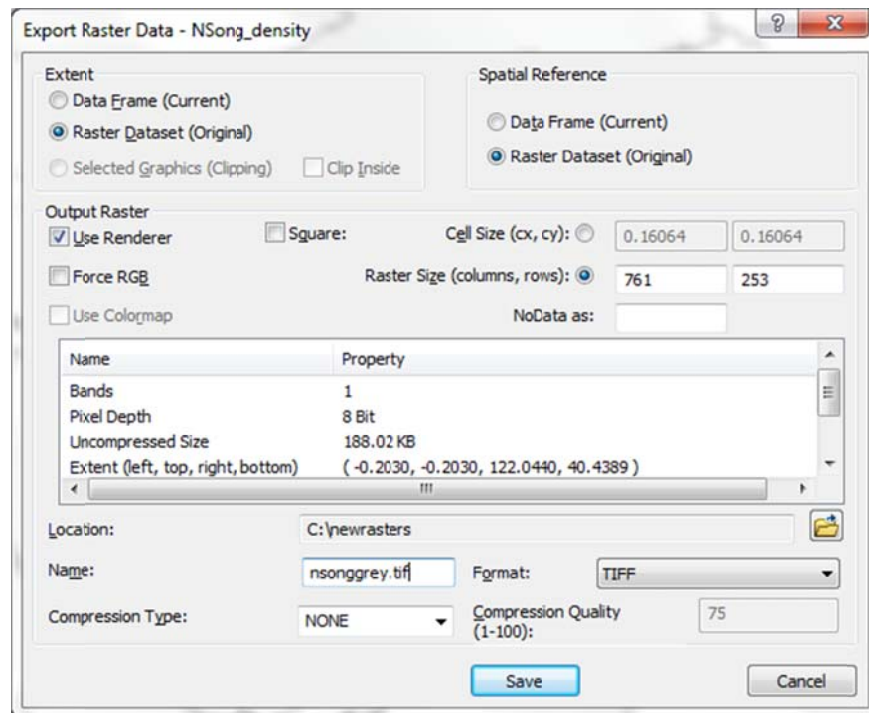 Export Raster Data - NSong_density
Extent
Data Frame (Current)
Raster Dataset (Original)
Selected Graphics (Clipping)
Clip Inside
Spatial Reference
Data Frame (Current)
Raster Dataset (Original)
Output Raster
Use Renderer
Square:
Cell Size (cx, cy):
0.16064
0.16064
Force RGB
Raster Size (columns, rows):
761
253
Use Colormap
NoData as:
Name
Property
Bands
1
Pixel Depth
8 Bit
Uncompressed Size
188.02 KB
Extent (left, top, right,bottom)
( -0.2030, -0.2030, 122.0440, 40.4389 )
Location:
C:\newrasters
Name:
nsonggrey.tif
Format:
TIFF
Compression Type:
NONE
Compression Quality
(1-100):
75
Save
Cancel